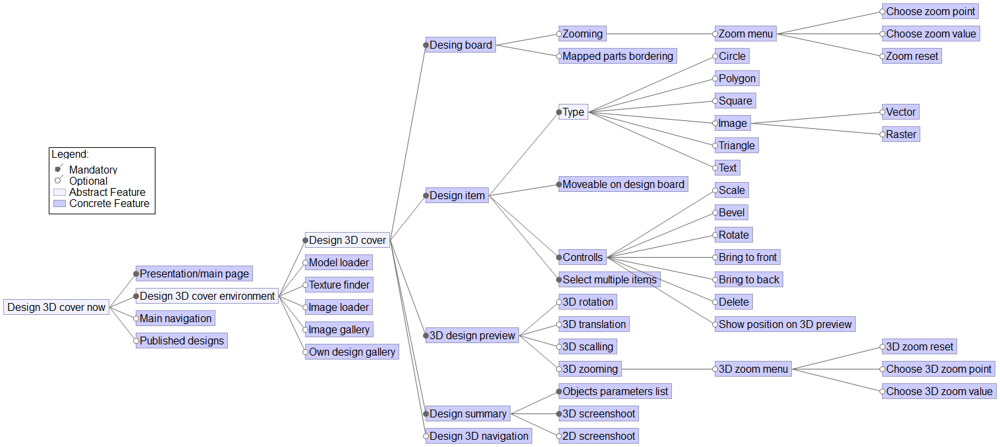 Legend:
Mandatory
Optional
Abstract Feature
Concrete Feature
Design 3D cover now
Presentation/main page
Design 3D cover environment
Main navigation
Published designs
Design 3D cover
Model loader
Texture finder
Image loader
Image gallery
Own design gallery
Desing board
Design item
3D design preview
Design summary
Design 3D navigation
Zooming
Mapped parts bordering
Type
Moveable on design board
Controlls
Select multiple items
3D rotation
3D translation
3D scalling
3D zooming
Objects parameters list
3D screenshoot
2D screenshoot
Zoom menu
Circle
Polygon
Square
Image
Triangle
Text
Scale
Bevel
Rotate
Bring to front
Bring to back
Delete
Show position on 3D preview
3D zoom menu
Choose zoom point
Choose zoom value
Zoom reset
Vector
Raster
3D zoom reset
Choose 3D zoom point
Choose 3D zoom value